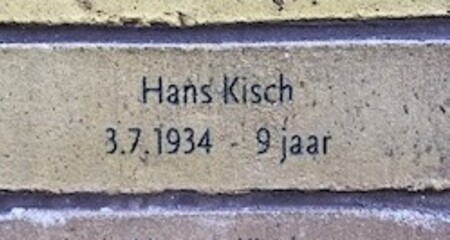 Hans Kisch
3.7.1934 - 9 jaar